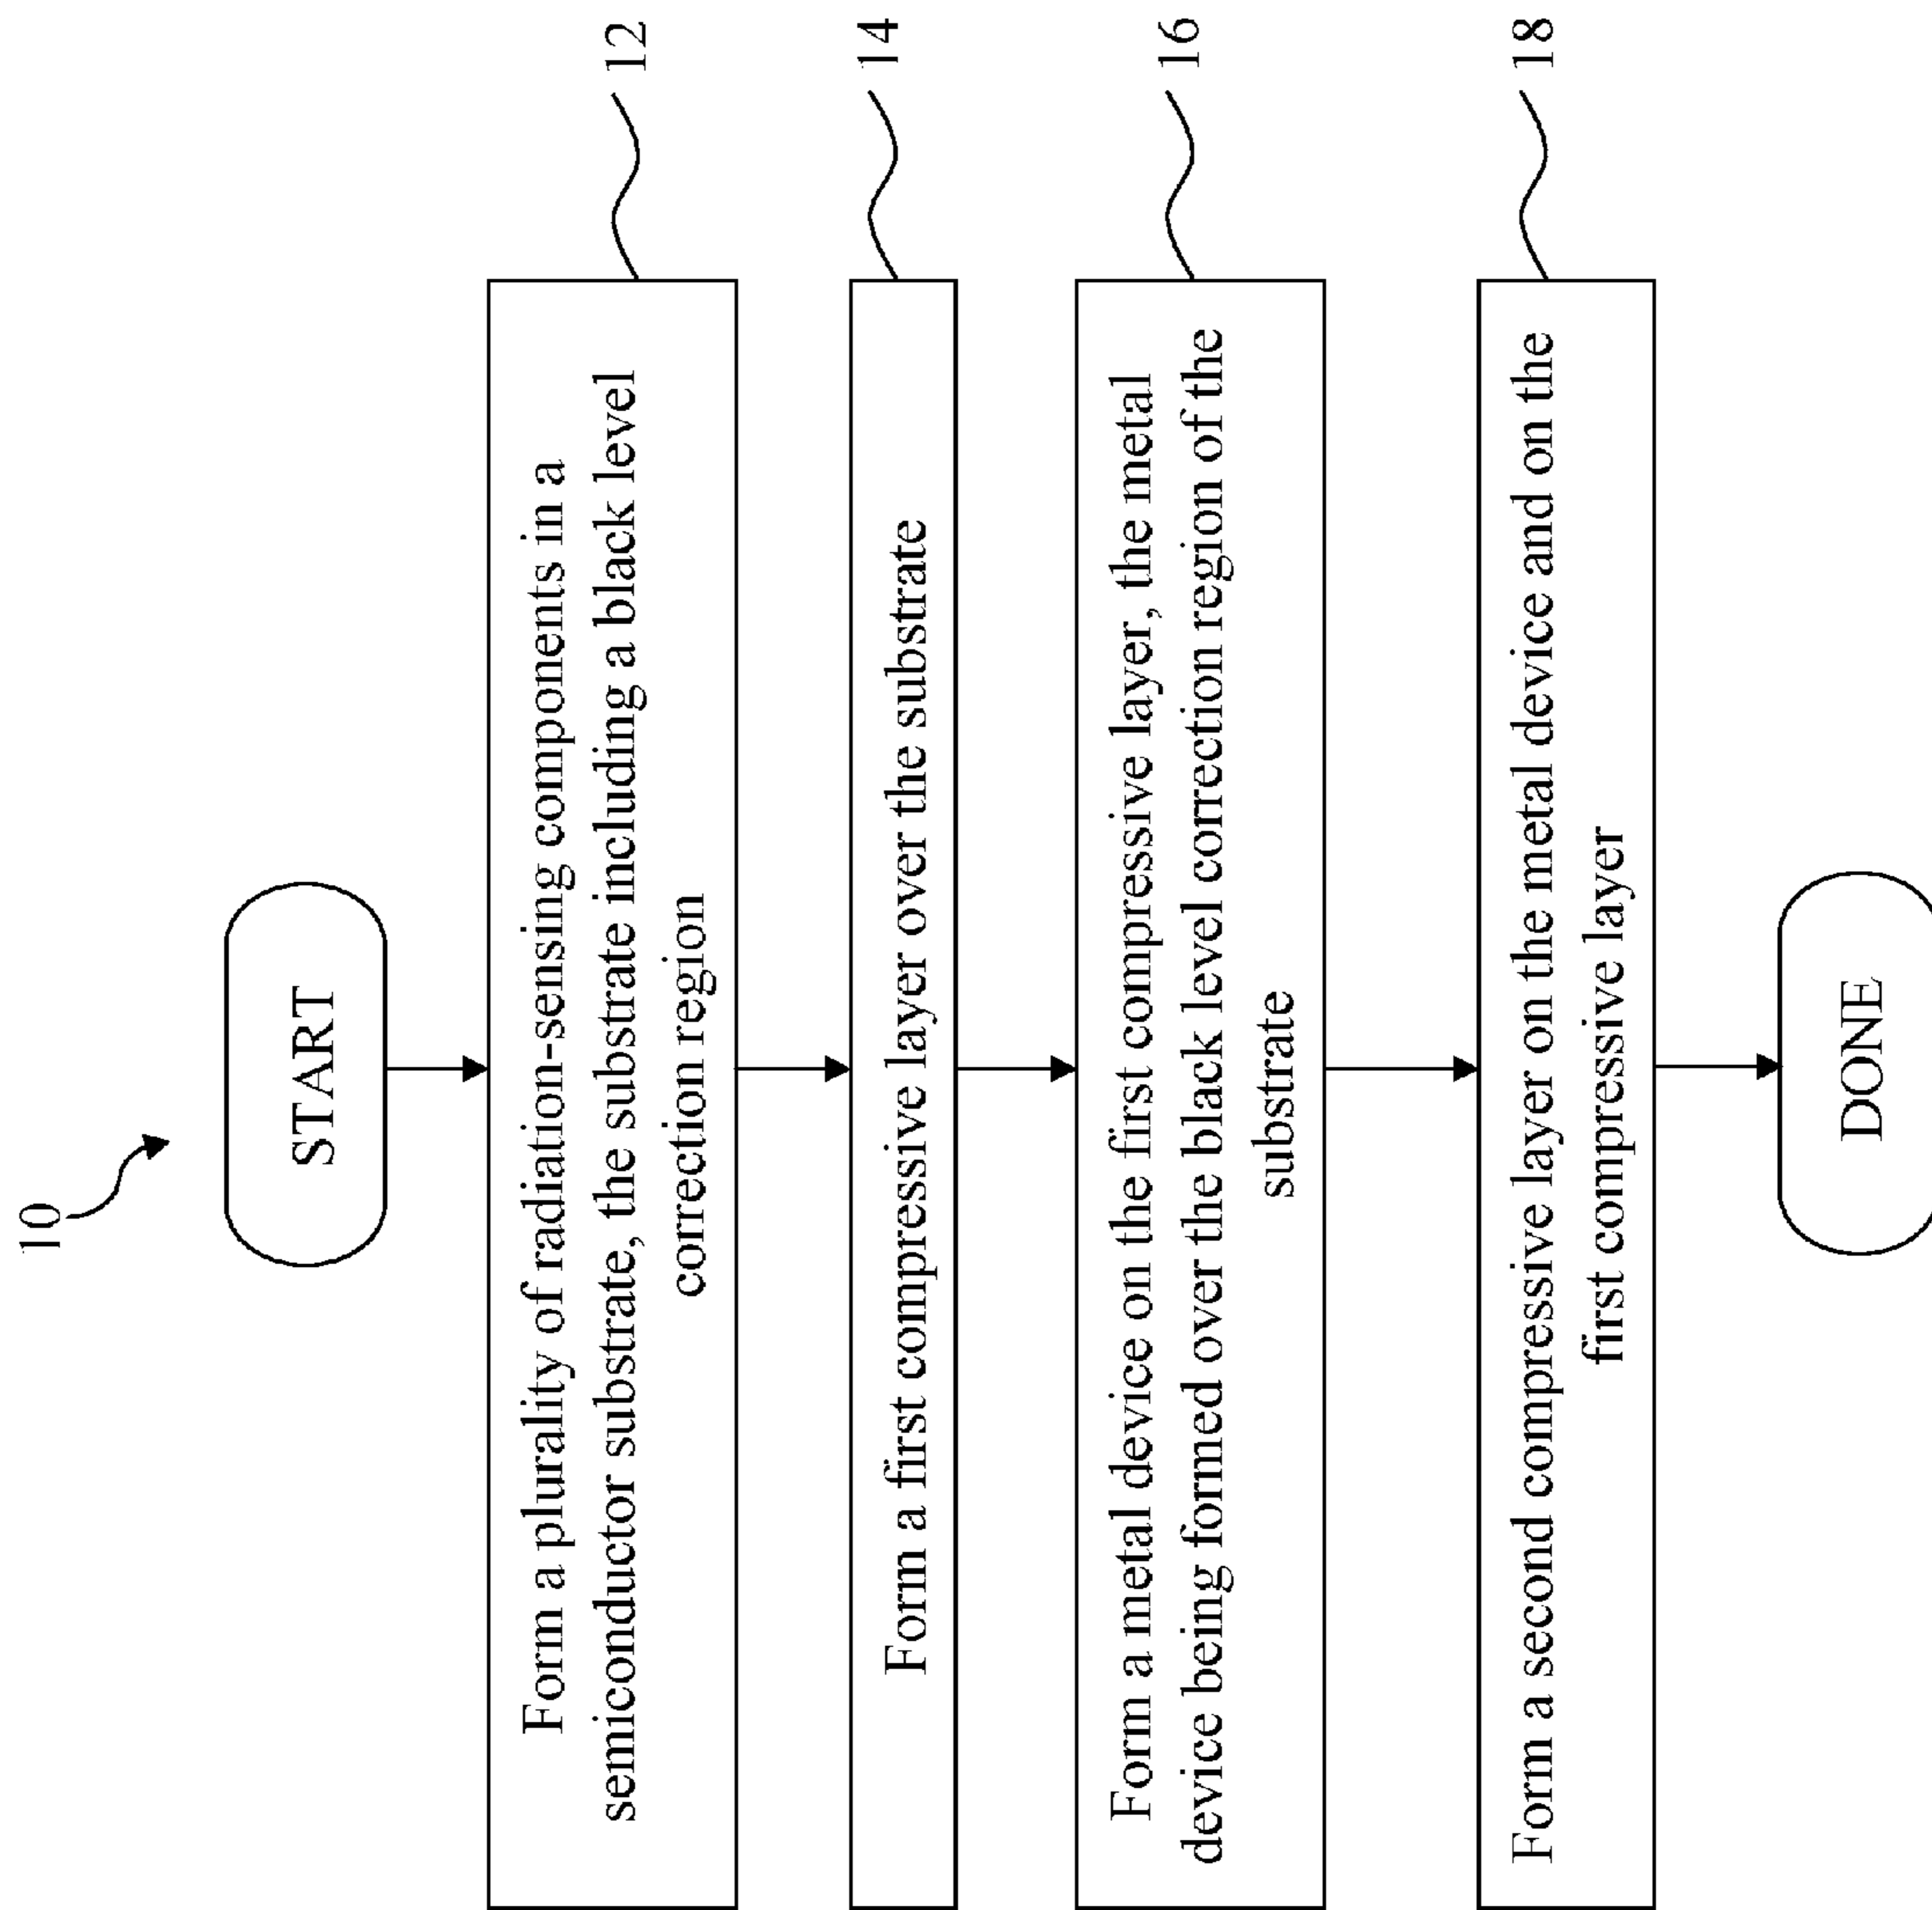 10
START
Form a plurality of radiation-sensing components in a
semiconductor substrate, the substrate including a black level
correction region
12
Form a first compressive layer over the substrate
14
Form a metal device on the first compressive layer, the metal
device being formed over the black level correction region of the
substrate
16
Form a second compressive layer on the metal device and on the
first compressive layer
18
DONE